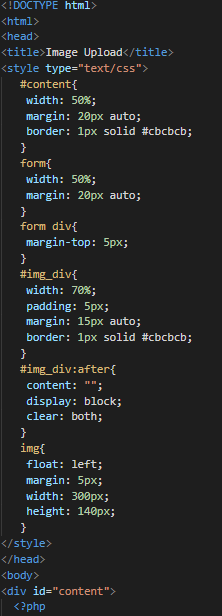 <!DOCTYPE html>
<html>
<head>
<title>Image Upload</title>
<style type="text/css">
#content{
width: 50%;
margin: 20px auto;
border: 1px solid #cbcbcb;
}
form{
width: 50%;
margin: 20px auto;
}
form div{
margin-top: 5px;
}
#img_div{
width: 70%;
padding: 5px;
margin: 15px auto;
border: 1px solid #cbcbcb;
}
#img_div:after{
content: "";
display: block;
clear: both;
}
img{
float: left;
margin: 5px;
width: 300px;
height: 140px;
}
</style>
</head>
<body>
<div id="content">
<?php